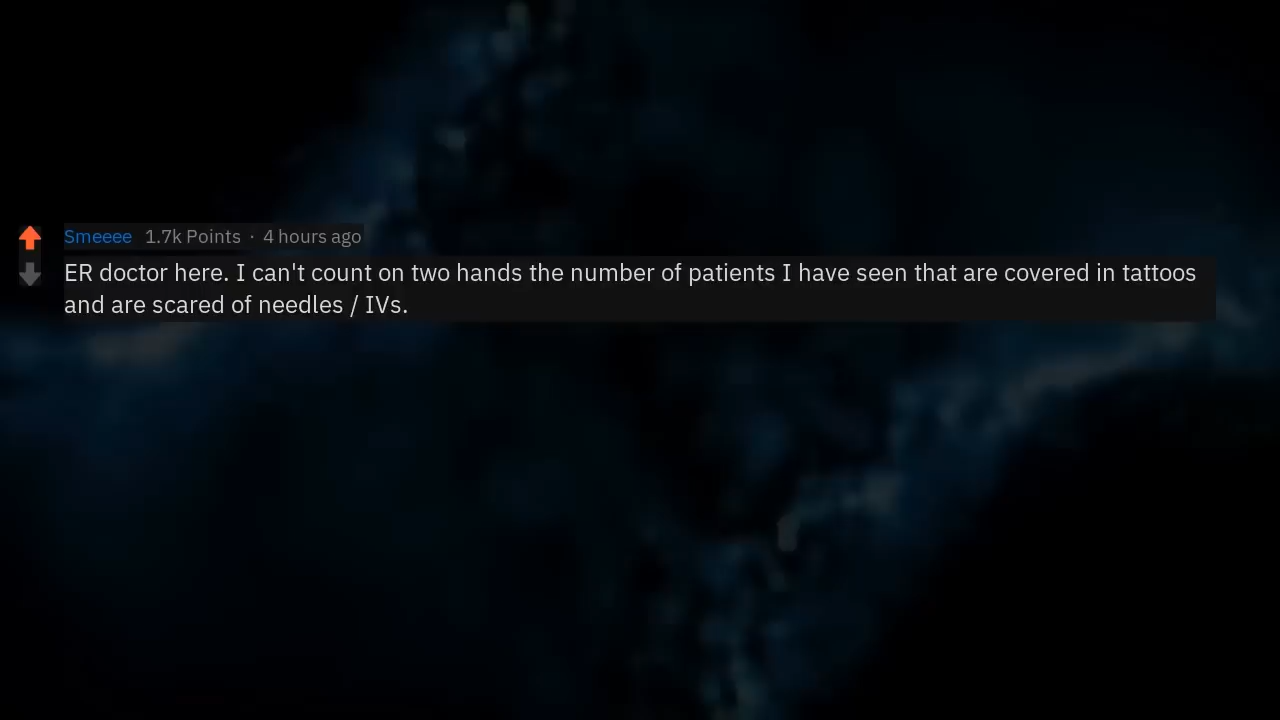 Smeeee 1.7k Points · 4 hours ago
ER doctor here. I can't count on two hands the number of patients I have seen that are covered in tattoos
and are scared of needles / IVs.